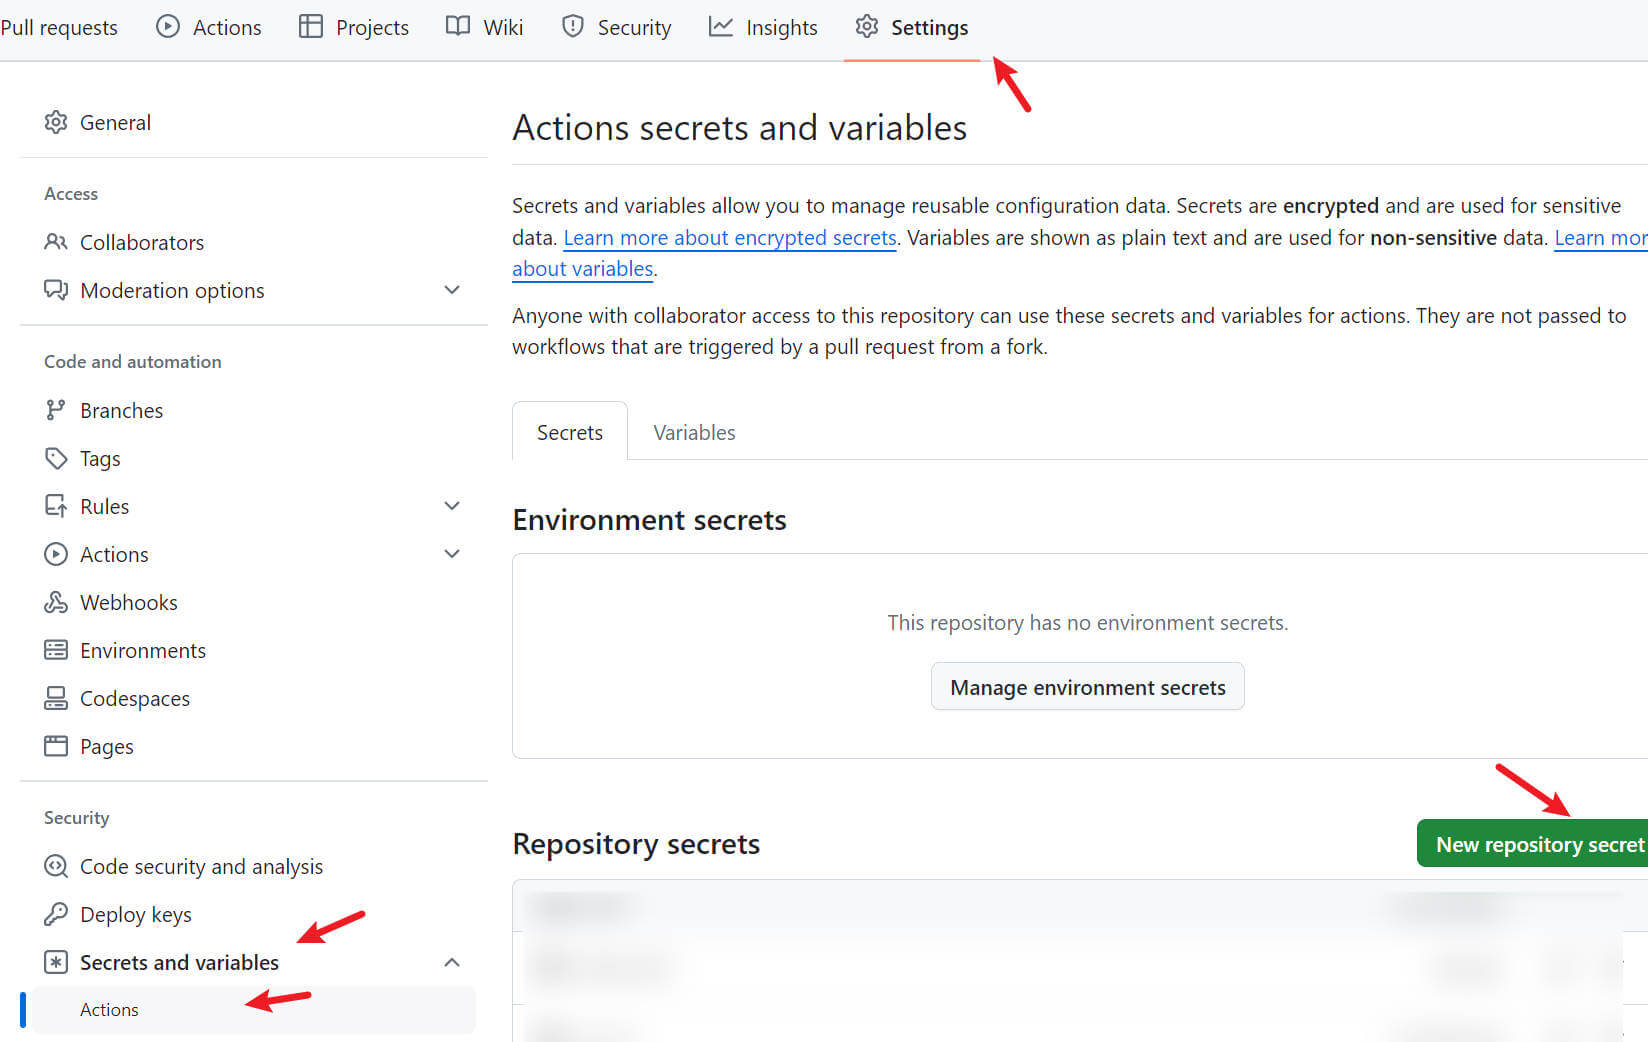 Pull requests Actions Projects Wiki Security Insights Settings
General
Access
Collaborators
Moderation options
Code and automation
Branches
Tags
Rules
Actions
Webhooks
Environments
Codespaces
Pages
Security
Code security and analysis
Deploy keys
Secrets and variables
Actions
Actions secrets and variables
Secrets and variables allow you to manage reusable configuration data. Secrets are encrypted and are used for sensitive
data. Learn more about encrypted secrets. Variables are shown as plain text and are used for non-sensitive data. Learn
about variables.
Anyone with collaborator access to this repository can use these secrets and variables for actions. They are not passed to
workflows that are triggered by a pull request from a fork.
Secrets Variables
Environment secrets
This repository has no environment secrets.
Manage environment secrets
Repository secrets
New repository secret